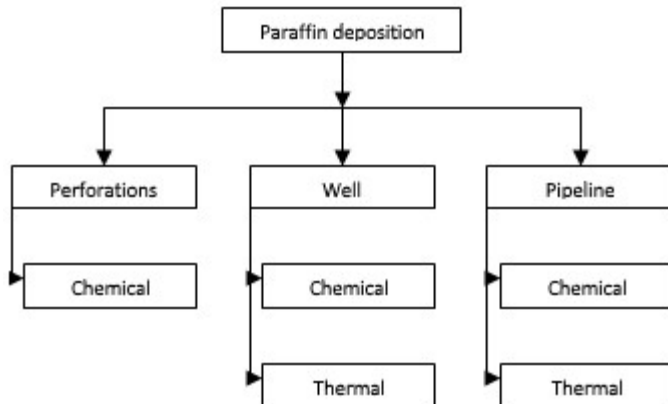 Paraffin deposition
Perforations
Well
Pipeline
Chemical
Chemical
Chemical
Thermal
Thermal